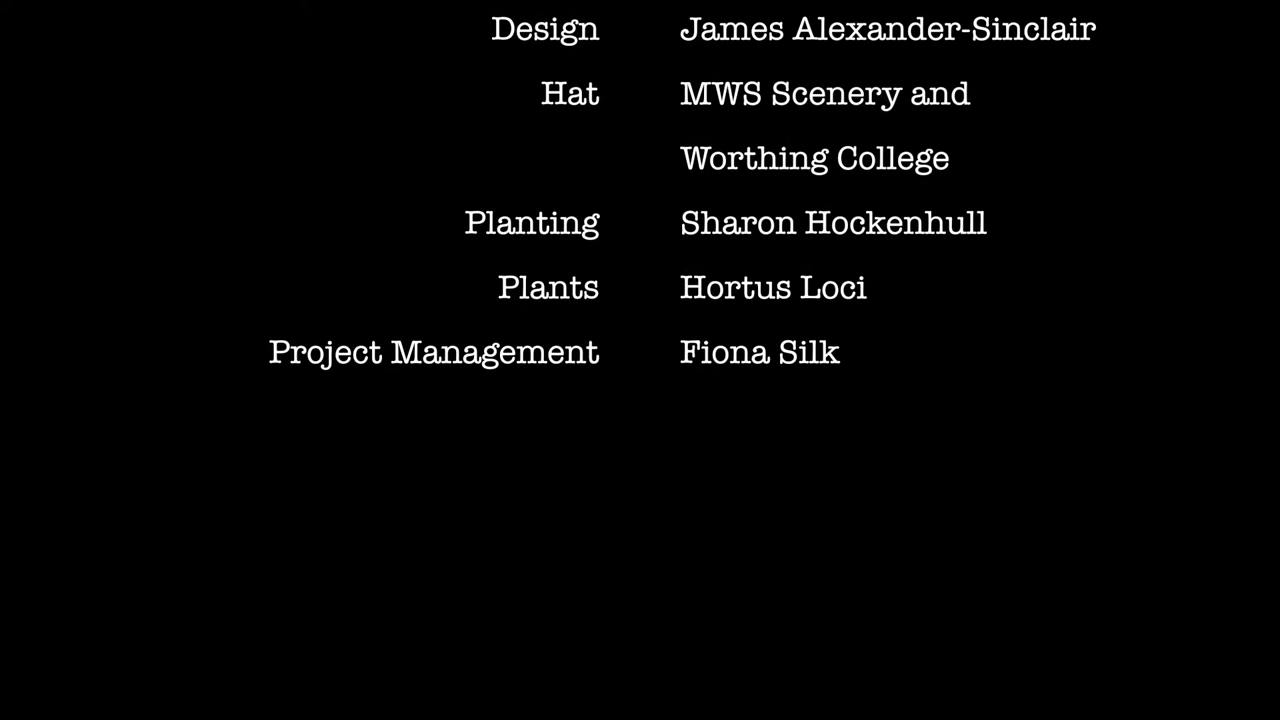 Design James Alexander-Sinclair
Hat MWS Scenery and
Worthing College
Planting Sharon Hockenhull
Plants Hortus Loci
Project Management Fiona Silk